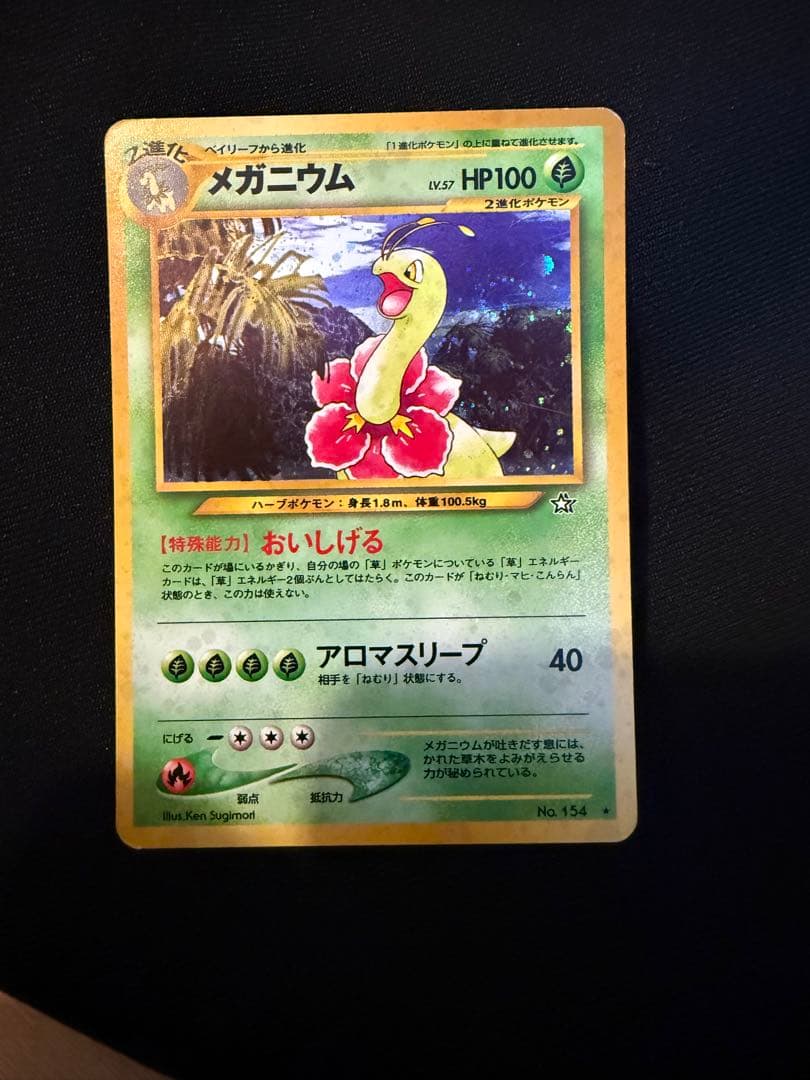 2進化
ベイリーフから進化
「1進化ポケモン」の上に重ねて進化させます。
メガニウム LV.57 HP100
2進化ポケモン
ハーブポケモン：身長1.8m、体重100.5kg
【特殊能力】 おいしげる
このカードが場にいるかぎり、自分の場の「草」ポケモンについている「草」エネルギー
カードは、「草」エネルギー2個ぶんとしてはたらく。このカードが「ねむり・マヒ・こんらん」
状態のとき、この力は使えない。
アロマスリープ 40
相手を「ねむり」状態にする。
にげる
弱点 抵抗力
メガニウムが吐きだす息には、
かれた草木をよみがえらせる
力が秘められている。
Illus.Ken Sugimori
No. 154 ★